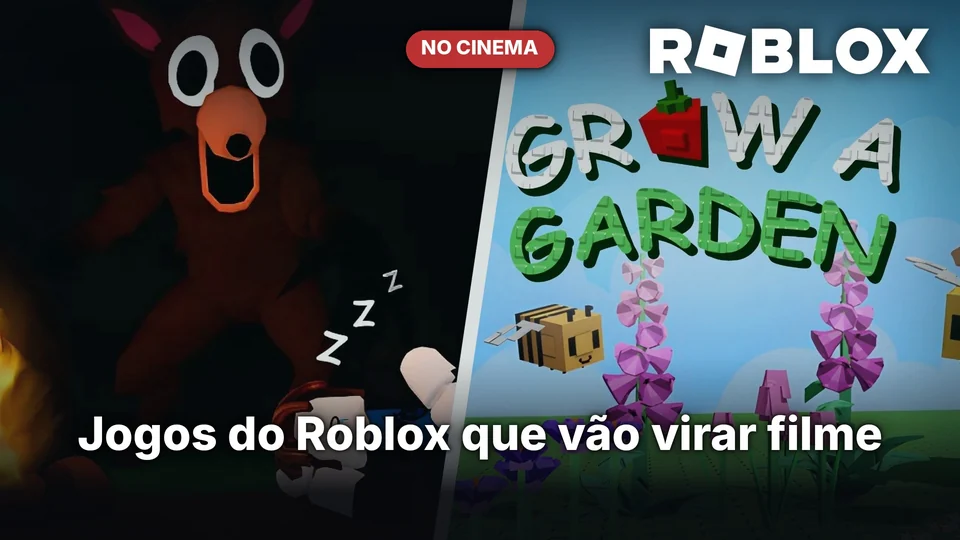 NO CINEMA
ROBLOX
GROW A
GARDEN
z
z
z
Jogos do Roblox que vão virar filme